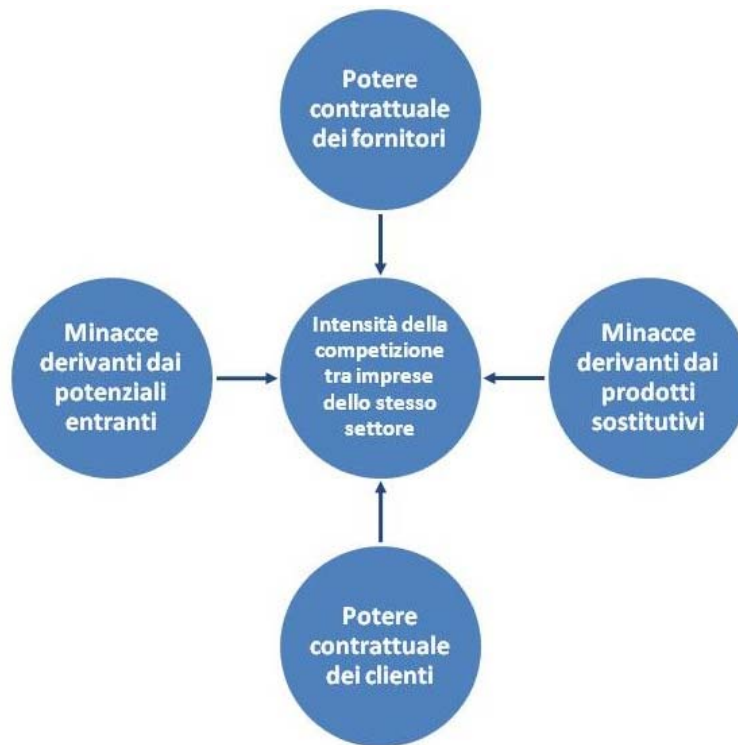 Potere
contrattuale
dei fornitori
Minacce
derivanti dai
potenziali
entranti
Intensità della
competizione
tra imprese
dello stesso
settore
Minacce
derivanti dai
prodotti
sostitutivi
Potere
contrattuale
dei clienti